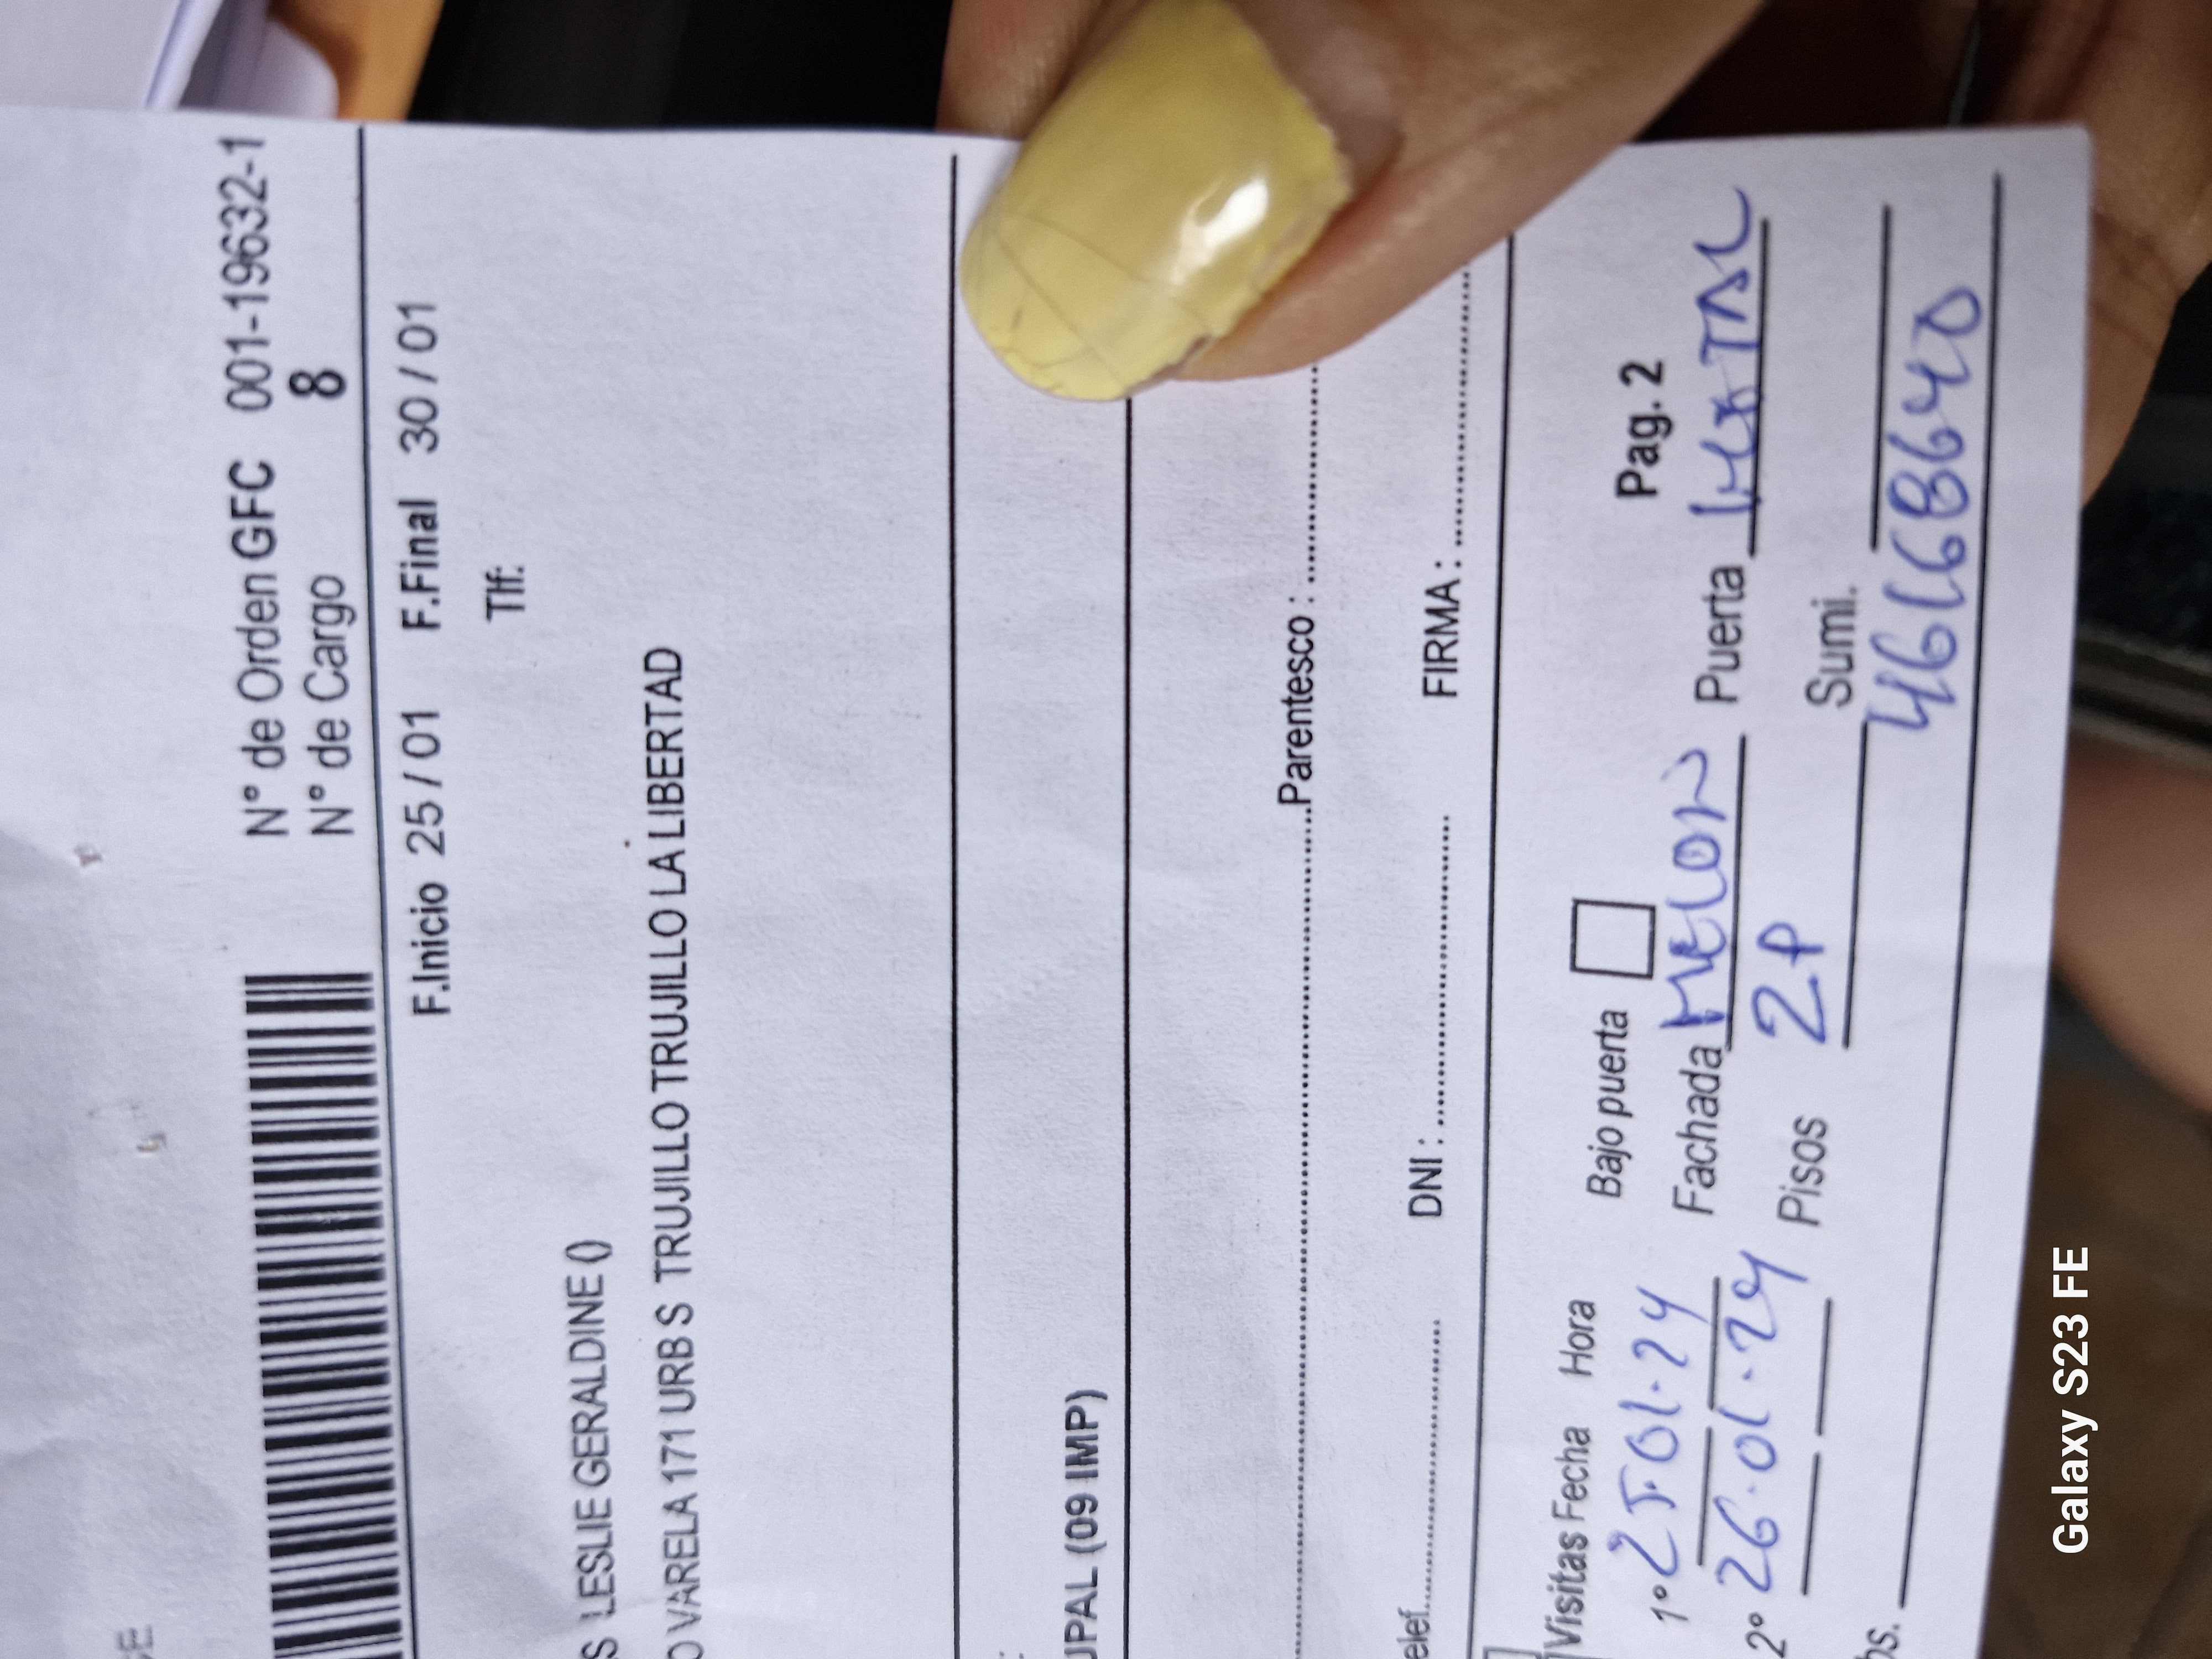 N° de Orden GFC 001-19632-1
N° de Cargo 8
F.Inicio 25 / 01 F.Final 30 / 01
Tlf:
S LESLIE GERALDINE ()
O VARELA 171 URB S TRUJILLO TRUJILLO TRUJILLO LA LIBERTAD
UPAL (09 IMP)
Parentesco :
elef. DNI : FIRMA :
Pag. 2
Visitas Fecha Hora Bajo puerta
1° 25.01.24 Fachada MELON Puerta METAL
2° 26.01.24 Pisos 2P Sumi.
46168640
bs.
Galaxy S23 FE